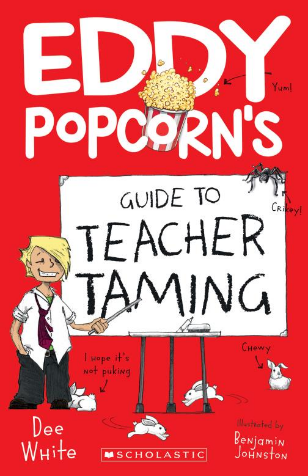 EDDY
Yum!
POPCORN'S
Crikey!
GUIDE TO
TEACHER
TAMING
I hope it's
not puking
Chewy
Dee
White
SCHOLASTIC
illustrated by
Benjamin
Johnston